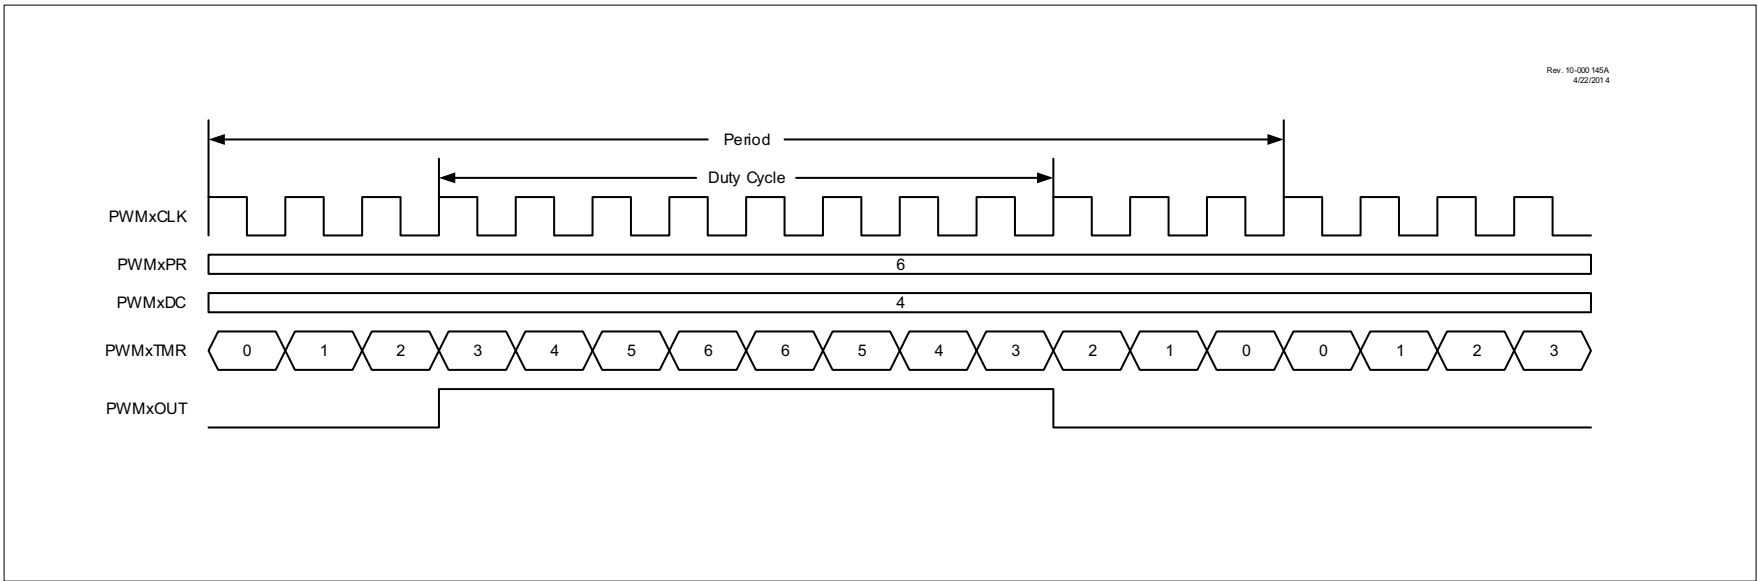 Rev. 10-000 145A
4/22/201 4
Period
Duty Cycle
PWMxCLK
PWMxPR 6
PWMxDC 4
PWMxTMR 0 1 2 3 4 5 6 6 5 4 3 2 1 0 0 1 2 3
PWMxOUT